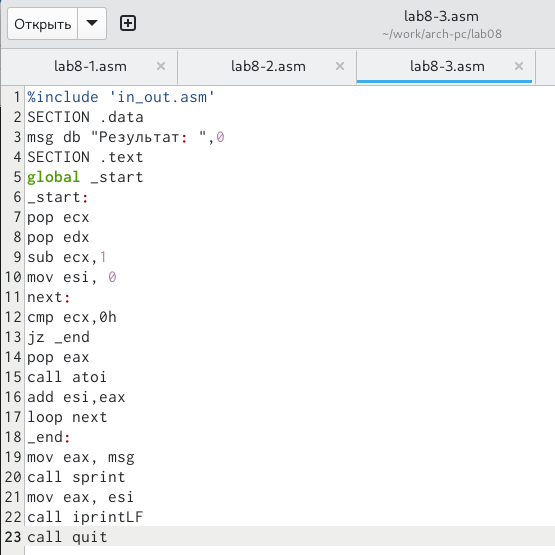 Открыть
lab8-3.asm
~/work/arch-pc/lab08
lab8-1.asm × lab8-2.asm × lab8-3.asm ×
1 %include 'in_out.asm'
2 SECTION .data
3 msg db "Результат: ",0
4 SECTION .text
5 global _start
6 _start:
7 pop ecx
8 pop edx
9 sub ecx,1
10 mov esi, 0
11 next:
12 cmp ecx,0h
13 jz _end
14 pop eax
15 call atoi
16 add esi,eax
17 loop next
18 _end:
19 mov eax, msg
20 call sprint
21 mov eax, esi
22 call iprintLF
23 call quit